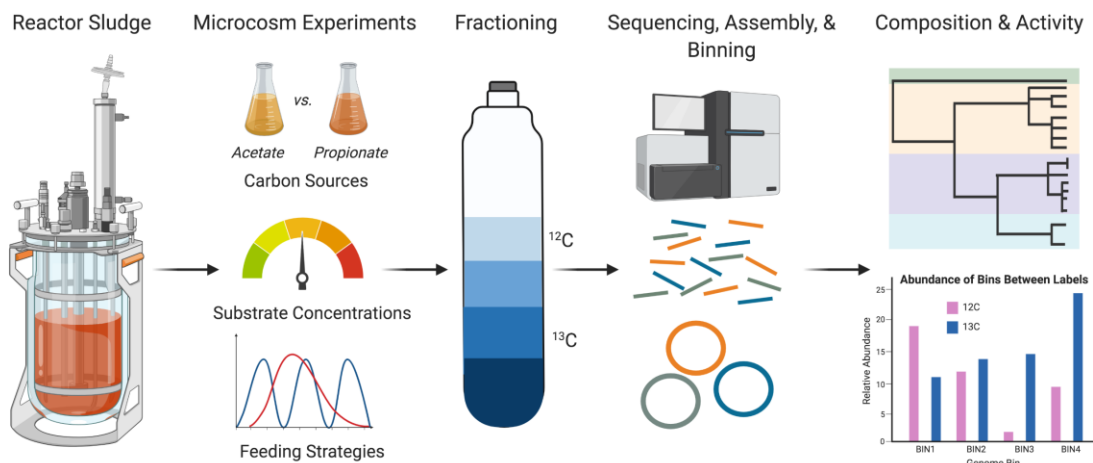 Reactor Sludge
Microcosm Experiments
Fractioning
Sequencing, Assembly, &
Binning
Composition & Activity
vs.
Acetate
Propionate
Carbon Sources
Substrate Concentrations
Feeding Strategies
12C
13C
Abundance of Bins Between Labels
12C
13C
Relative Abundance
25
20
15
10
5
0
BIN1
BIN2
BIN3
BIN4
Genome Bin